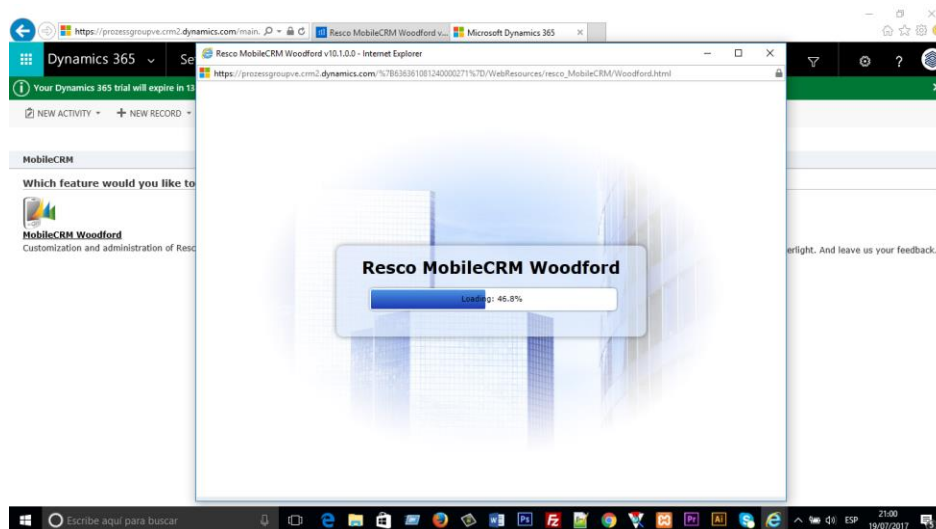 https://prozessgroupve.crm2.dynamics.com/main.
Resco MobileCRM Woodford v...
Microsoft Dynamics 365
Dynamics 365
Se
Resco MobileCRM Woodford v10.1.0.0 - Internet Explorer
https://prozessgroupve.crm2.dynamics.com/%7B636361081240000271%7D/WebResources/resco_MobileCRM/Woodford.html
Your Dynamics 365 trial will expire in 13
NEW ACTIVITY
NEW RECORD
MobileCRM
Which feature would you like to
MobileCRM Woodford
Customization and administration of Resc
erlight. And leave us your feedback.
Resco MobileCRM Woodford
Loading: 46.8%
Escribe aquí para buscar
ESP
21:00
19/07/2017